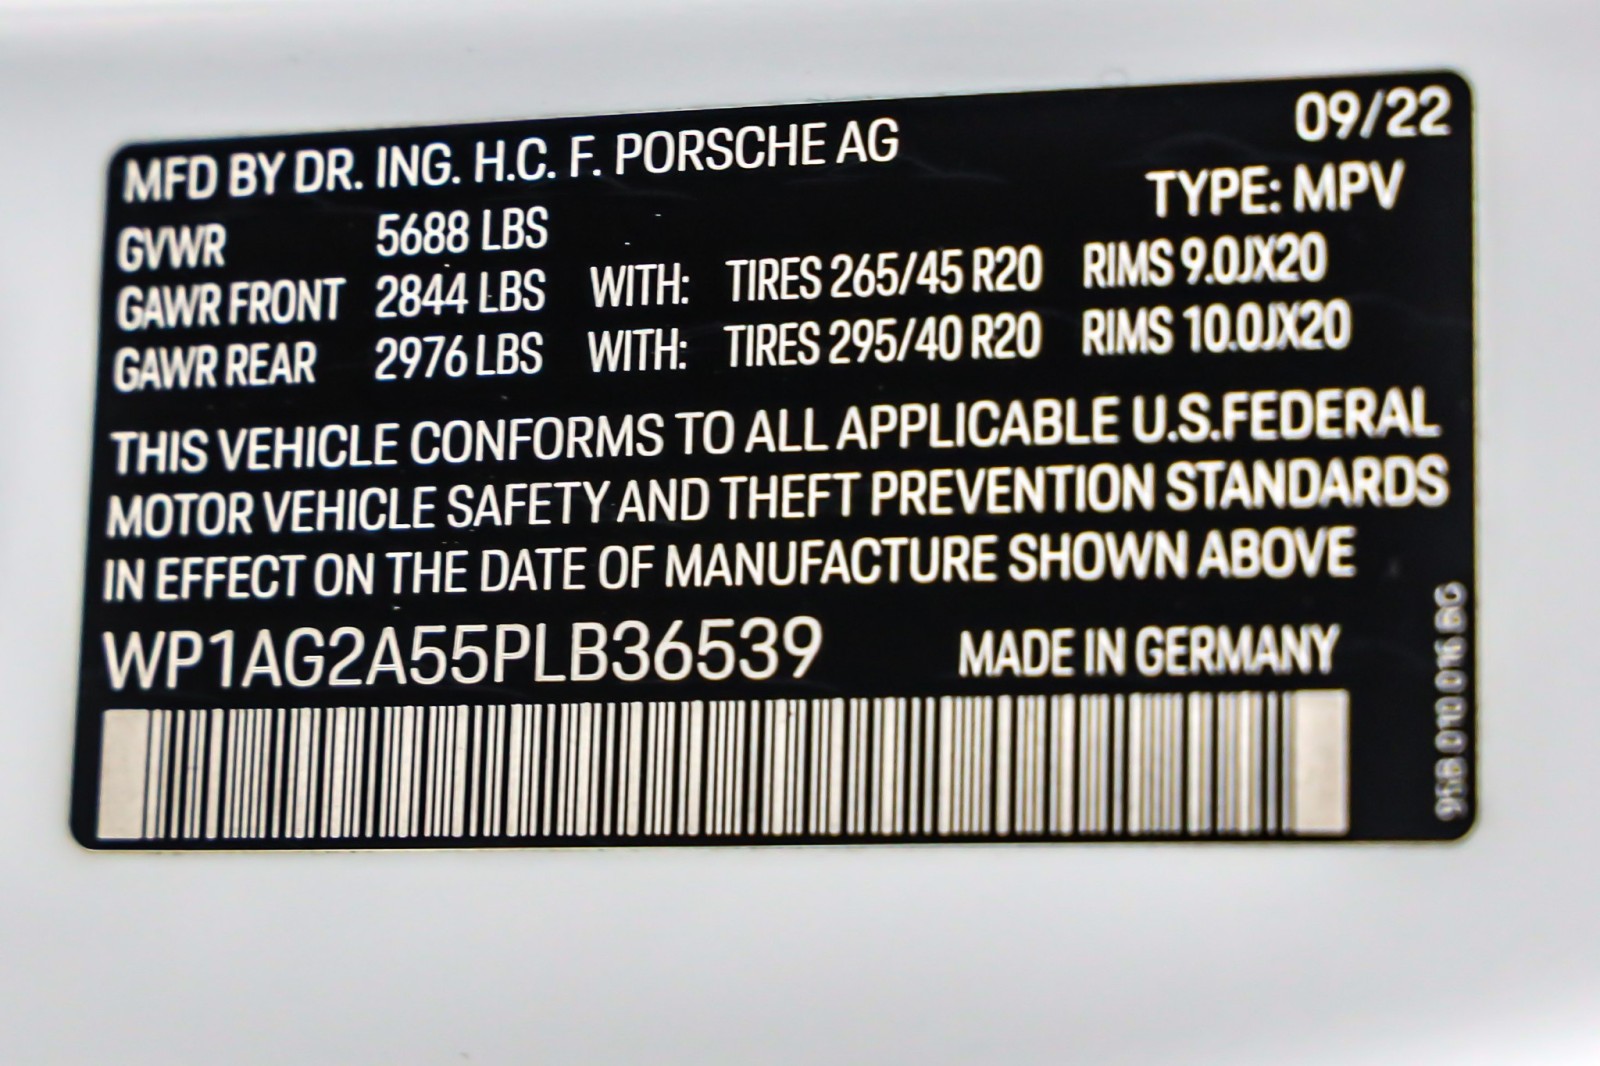 09/22
MFD BY DR. ING. H.C. F. PORSCHE AG
TYPE: MPV
GVWR 5688 LBS
GAWR FRONT 2844 LBS WITH: TIRES 265/45 R20 RIMS 9.0JX20
GAWR REAR 2976 LBS WITH: TIRES 295/40 R20 RIMS 10.0JX20
THIS VEHICLE CONFORMS TO ALL APPLICABLE U.S.FEDERAL
MOTOR VEHICLE SAFETY AND THEFT PREVENTION STANDARDS
IN EFFECT ON THE DATE OF MANUFACTURE SHOWN ABOVE
WP1AG2A55PLB36539 MADE IN GERMANY
95B 010 016 BG